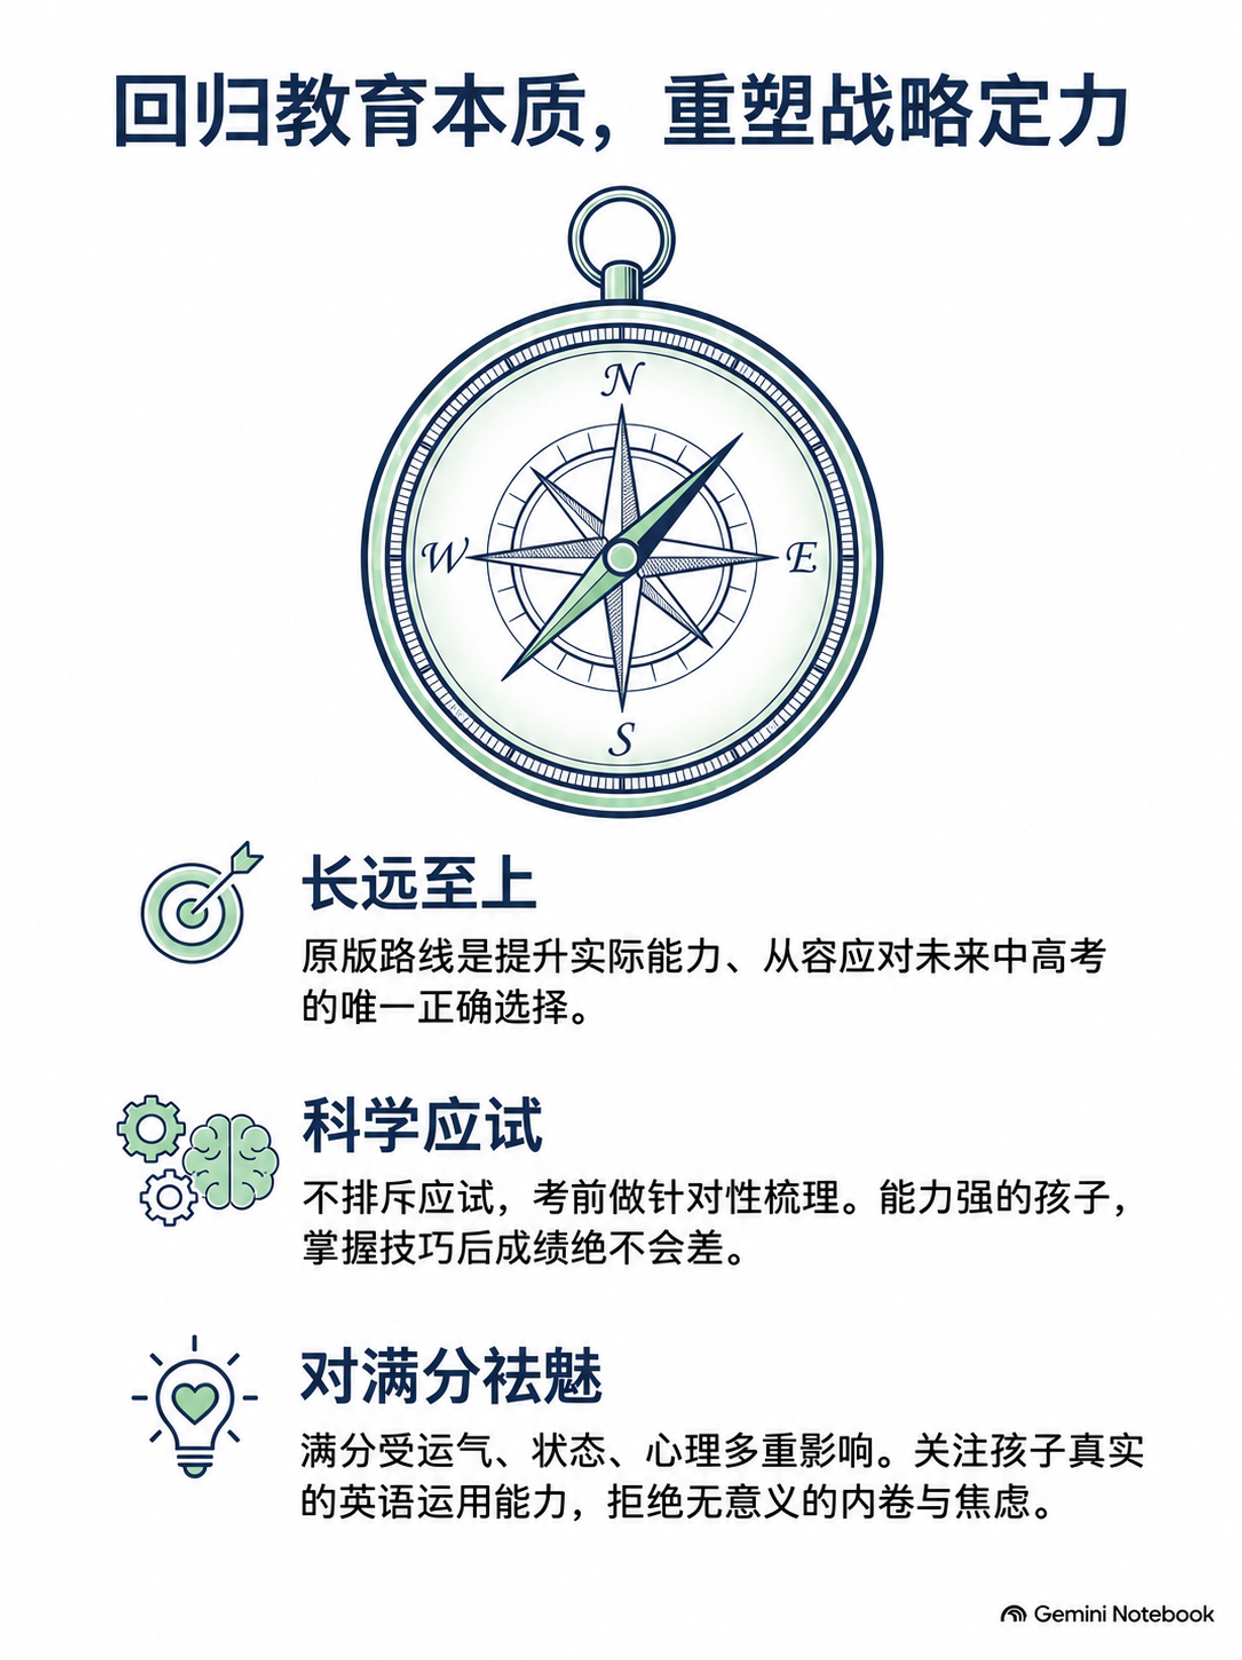 回归教育本质，重塑战略定力
N
W
E
S
长远至上
原版路线是提升实际能力、从容应对未来中高考
的唯一正确选择。
科学应试
不排斥应试，考前做针对性梳理。能力强的孩子，
掌握技巧后成绩绝不会差。
对满分祛魅
满分受运气、状态、心理多重影响。关注孩子真实
的英语运用能力，拒绝无意义的内卷与焦虑。
Gemini Notebook